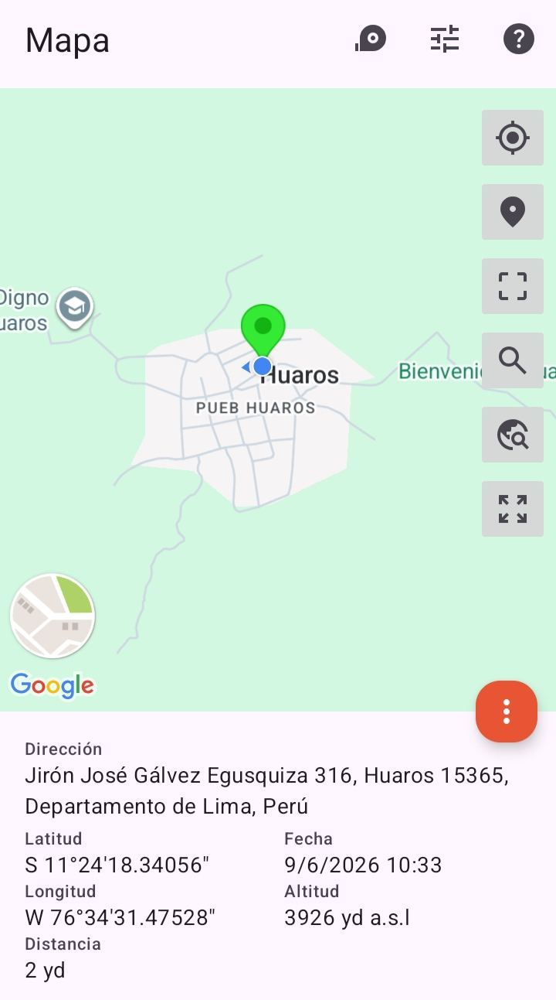 Mapa
Digno
uaros
Huaros
Bienveni
PUEB HUAROS
Google
Dirección
Jirón José Gálvez Egusquiza 316, Huaros 15365,
Departamento de Lima, Perú
Latitud
Fecha
S 11°24'18.34056"
9/6/2026 10:33
Longitud
Altitud
W 76°34'31.47528"
3926 yd a.s.l
Distancia
2 yd